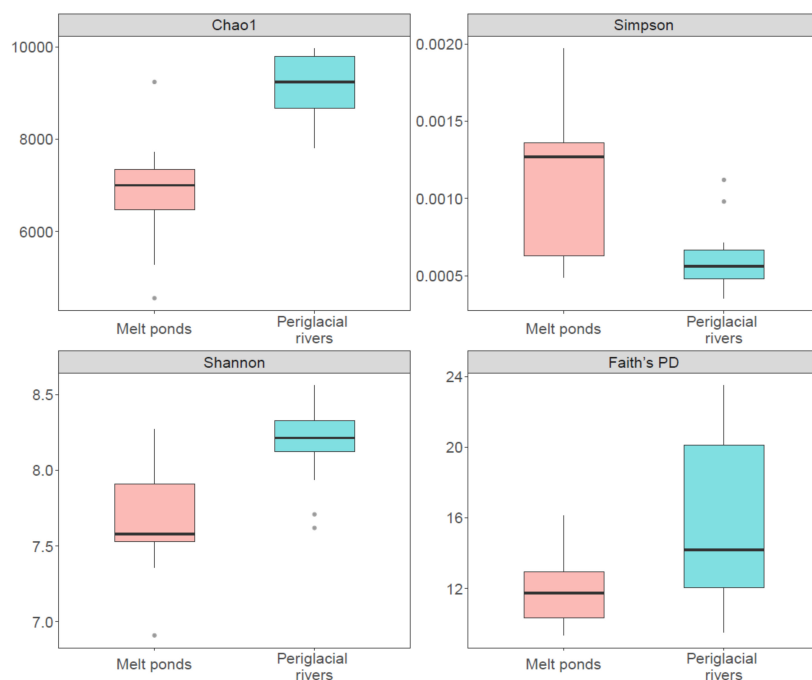 Chao1
10000
8000
6000
Melt ponds
Periglacial
rivers
Simpson
0.0020
0.0015
0.0010
0.0005
Melt ponds
Periglacial
rivers
Shannon
8.5
8.0
7.5
7.0
Melt ponds
Periglacial
rivers
Faith's PD
24
20
16
12
Melt ponds
Periglacial
rivers